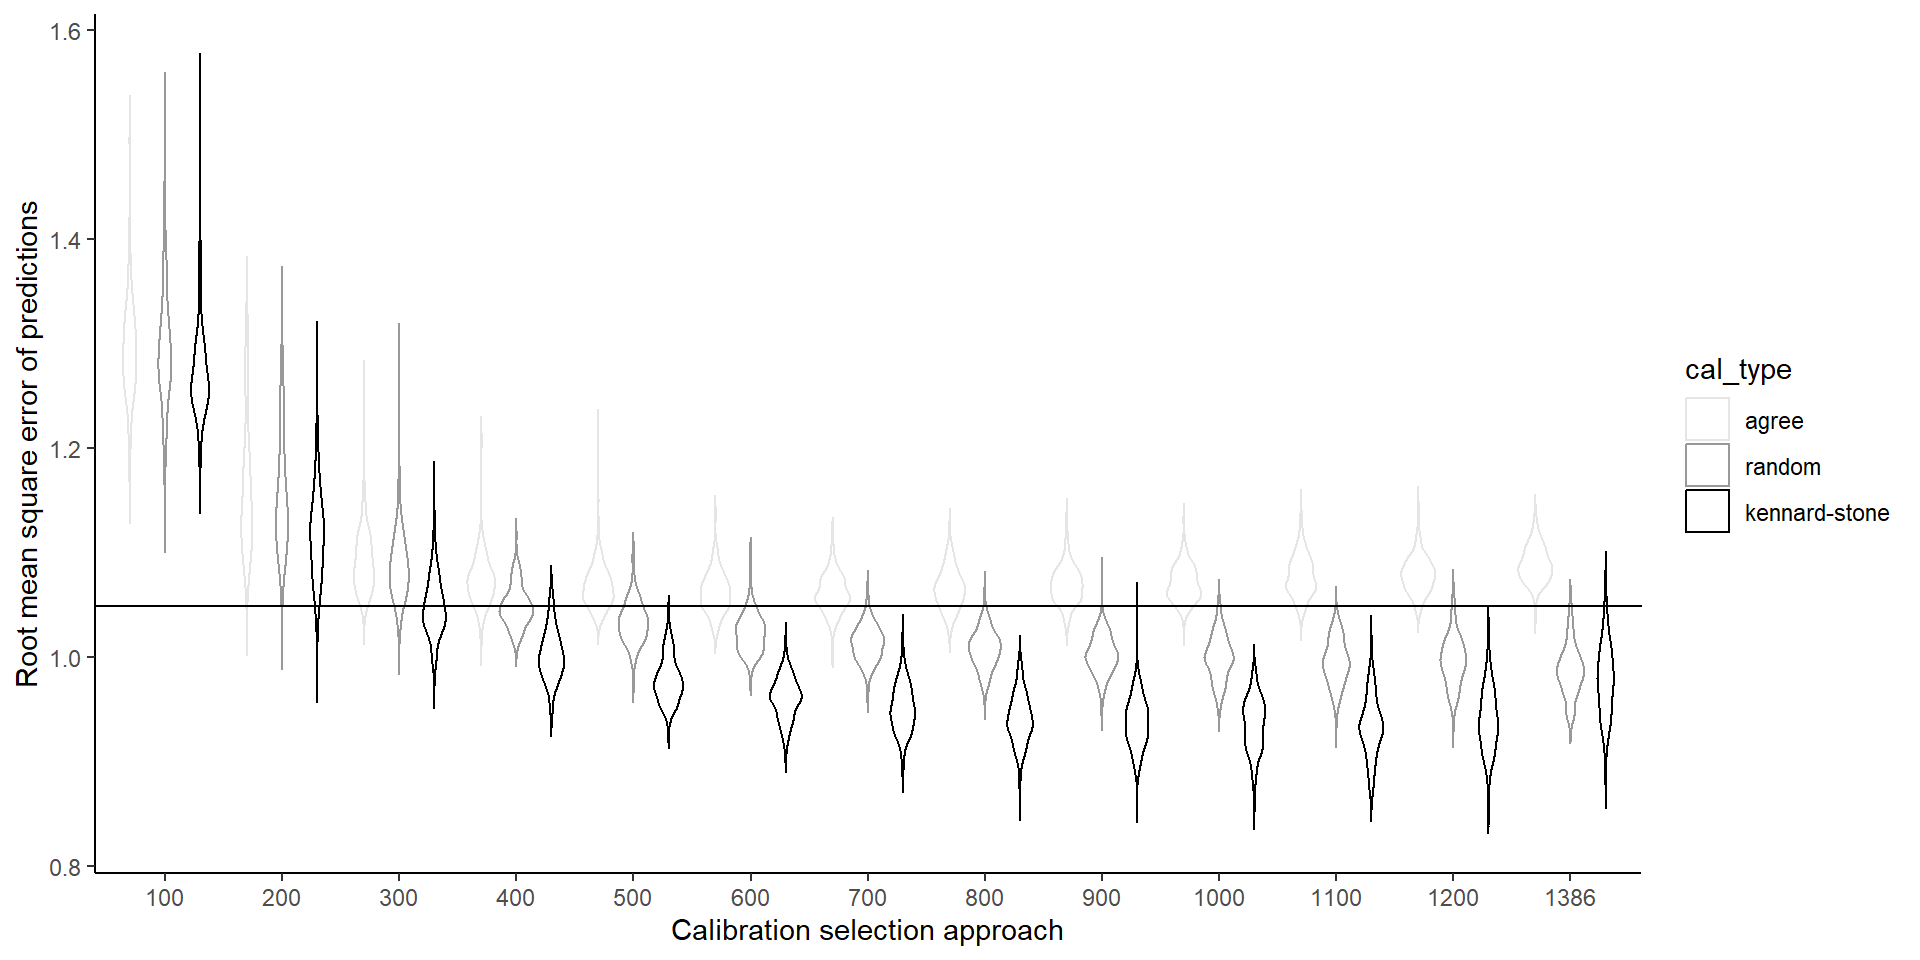 1.6
1.4
1.2
1.0
0.8
Root mean square error of predictions
100 200 300 400 500 600 700 800 900 1000 1100 1200 1386
Calibration selection approach
cal_type
agree
random
kennard-stone